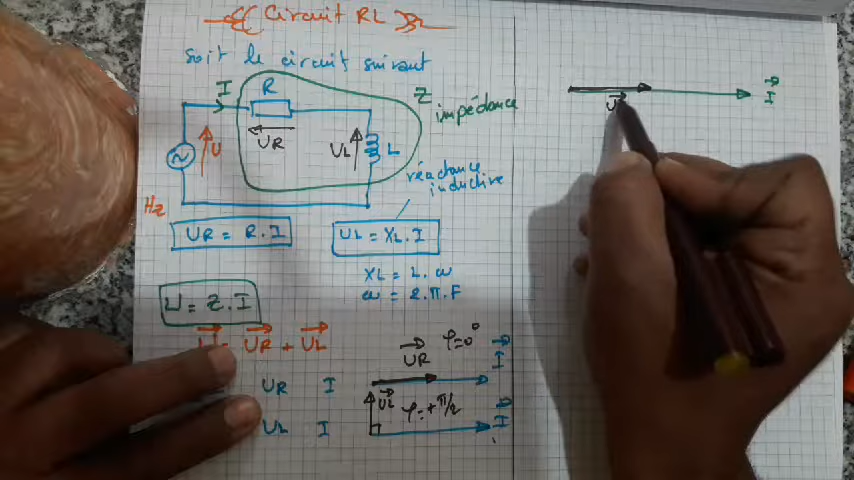 Circuit RL
soit le circuit suivant
I R Z
impédance
U UR UL L
réactance
inductive
Hz
UR = R.I UL = XL.I
XL = L.ω
ω = 2.π.F
U = Z.I
U = UR + UL
UR I UR φ=0° I
UL I UL φ=+π/2 I
I